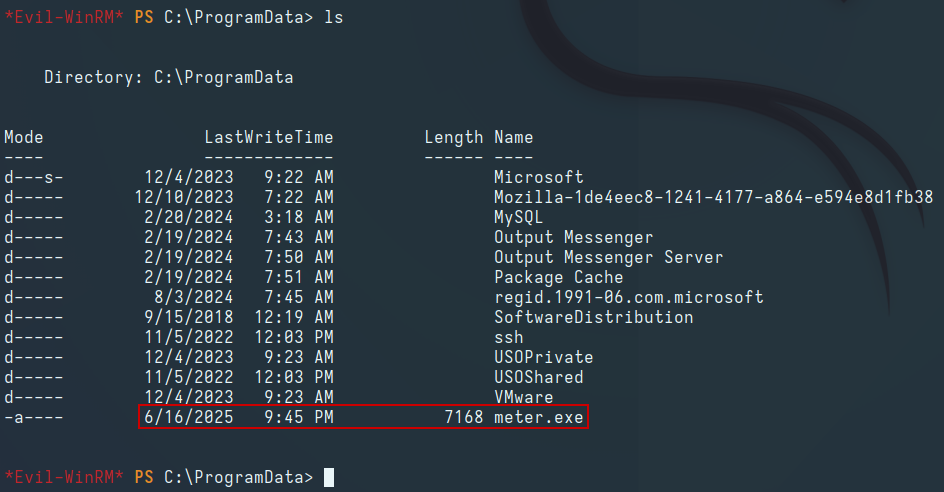 *Evil-WinRM* PS C:\ProgramData> ls
Directory: C:\ProgramData
Mode LastWriteTime Length Name
---- ------------- ------ ----
d---s- 12/4/2023 9:22 AM Microsoft
d----- 12/10/2023 7:22 AM Mozilla-1de4eec8-1241-4177-a864-e594e8d1fb38
d----- 2/20/2024 3:18 AM MySQL
d----- 2/19/2024 7:43 AM Output Messenger
d----- 2/19/2024 7:50 AM Output Messenger Server
d----- 2/19/2024 7:51 AM Package Cache
d----- 8/3/2024 7:45 AM regid.1991-06.com.microsoft
d----- 9/15/2018 12:19 AM SoftwareDistribution
d----- 11/5/2022 12:03 PM ssh
d----- 12/4/2023 9:23 AM USOPrivate
d----- 11/5/2022 12:03 PM USOShared
d----- 12/4/2023 9:23 AM VMware
-a---- 6/16/2025 9:45 PM 7168 meter.exe
*Evil-WinRM* PS C:\ProgramData>